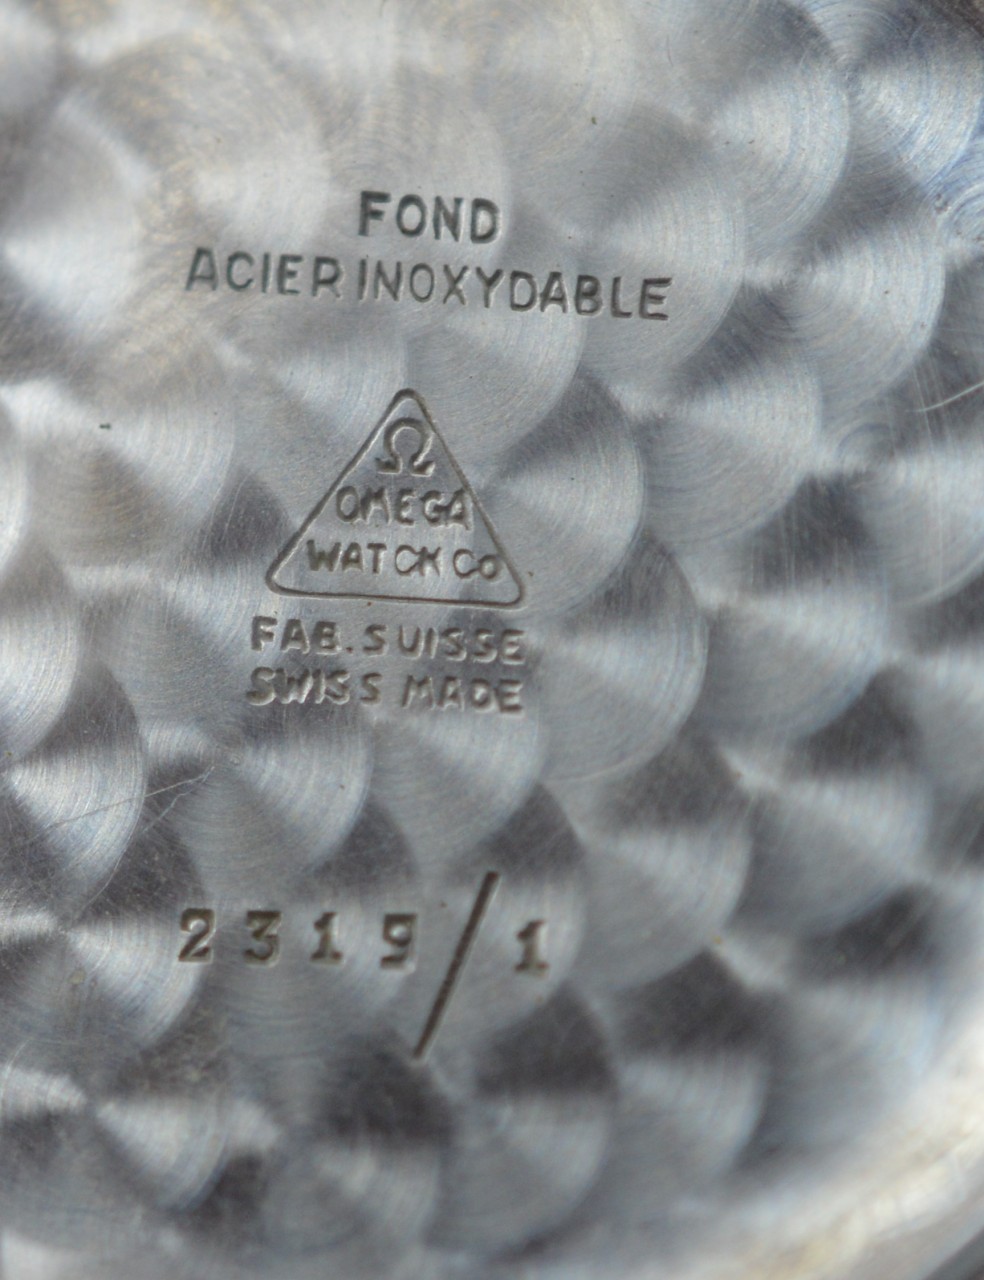 FOND
ACIER INOXYDABLE
Ω
OMEGA
WATCH CO
FAB. SUISSE
SWISS MADE
2319/1